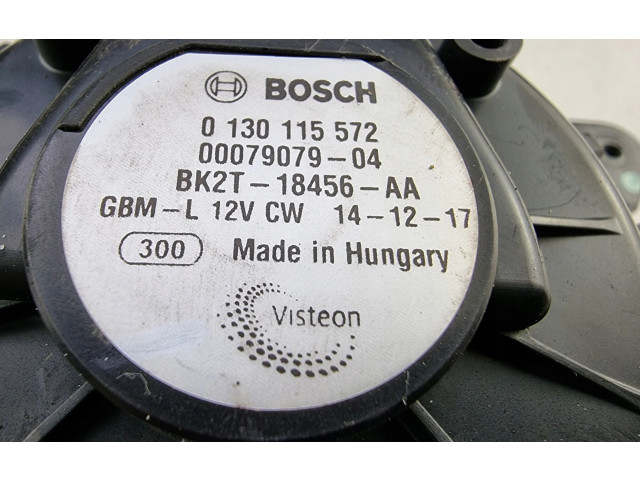 BOSCH
0 130 115 572
00079079-04
BK2T-18456-AA
GBM-L 12V CW 14-12-17
300 Made in Hungary
Visteon